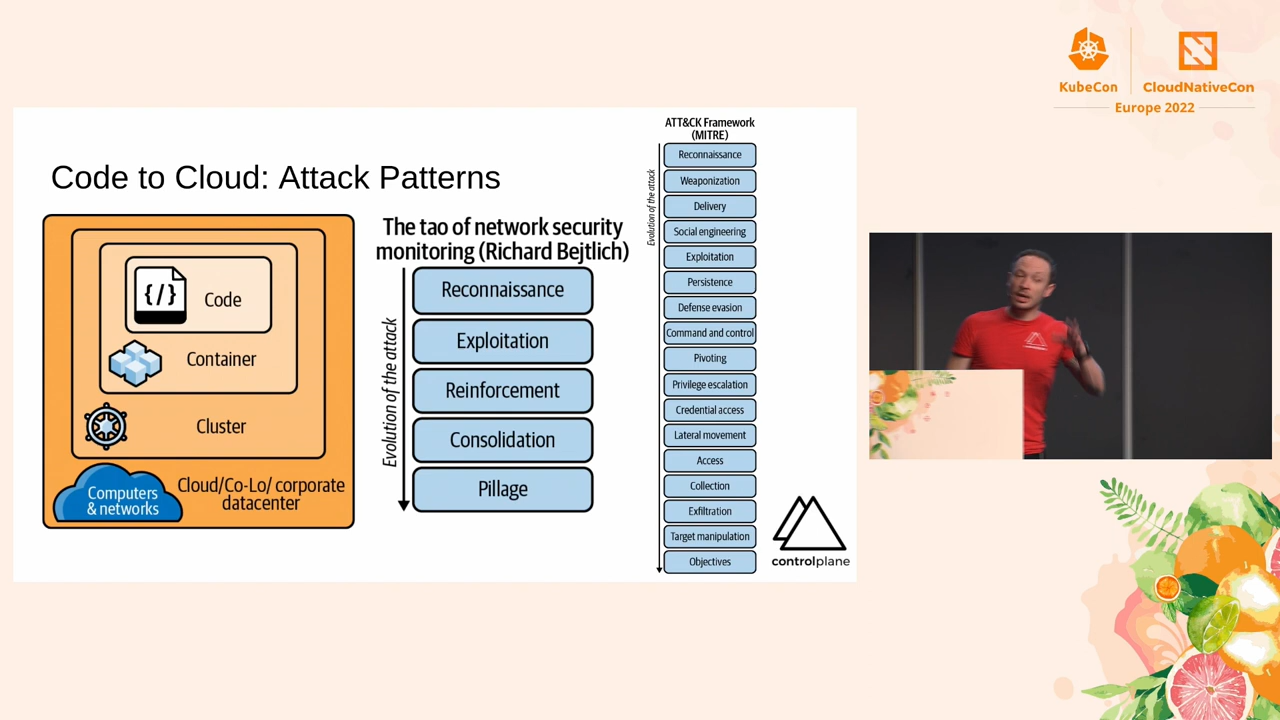 KubeCon
CloudNativeCon
Europe 2022
Code to Cloud: Attack Patterns
{/}
Code
Container
Cluster
Computers
& networks
Cloud/Co-Lo/ corporate
datacenter
The tao of network security
monitoring (Richard Bejtlich)
Evolution of the attack
Reconnaissance
Exploitation
Reinforcement
Consolidation
Pillage
ATT&CK Framework
(MITRE)
Evolution of the attack
Reconnaissance
Weaponization
Delivery
Social engineering
Exploitation
Persistence
Defense evasion
Command and control
Pivoting
Privilege escalation
Credential access
Lateral movement
Access
Collection
Exfiltration
Target manipulation
Objectives
controlplane